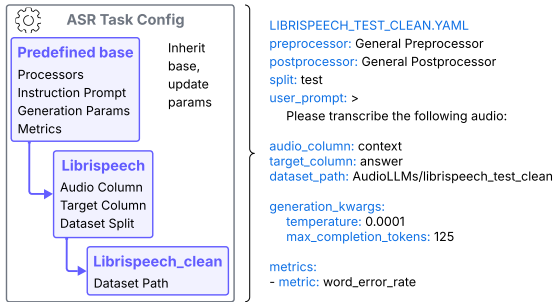 ASR Task Config
Predefined base
Processors
Instruction Prompt
Generation Params
Metrics
Inherit
base,
update
params
Librispeech
Audio Column
Target Column
Dataset Split
Librispeech_clean
Dataset Path
LIBRISPEECH_TEST_CLEAN.YAML
preprocessor: General Preprocessor
postprocessor: General Postprocessor
split: test
user_prompt: >
Please transcribe the following audio:
audio_column: context
target_column: answer
dataset_path: AudioLLMs/librispeech_test_clean
generation_kwargs:
temperature: 0.0001
max_completion_tokens: 125
metrics:
- metric: word_error_rate